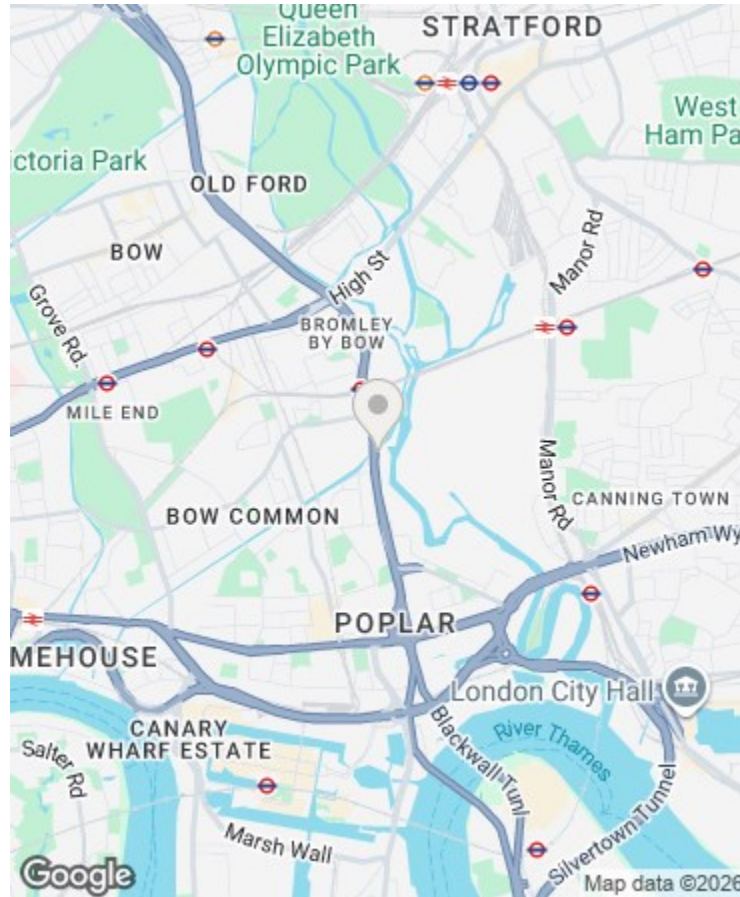 Queen
Elizabeth
Olympic Park
STRATFORD
West
Ham Pa
ictoria Park
OLD FORD
BOW
High St
Manor Rd
Grove Rd.
BROMLEY
BY BOW
MILE END
Manor Rd
CANNING TOWN
BOW COMMON
Newham Wy
POPLAR
MEHOUSE
London City Hall
CANARY
WHARF ESTATE
River Thames
Blackwall Tunl
Salter Rd
Silvertown Tunnel
Marsh Wall
Google
Map data ©2026